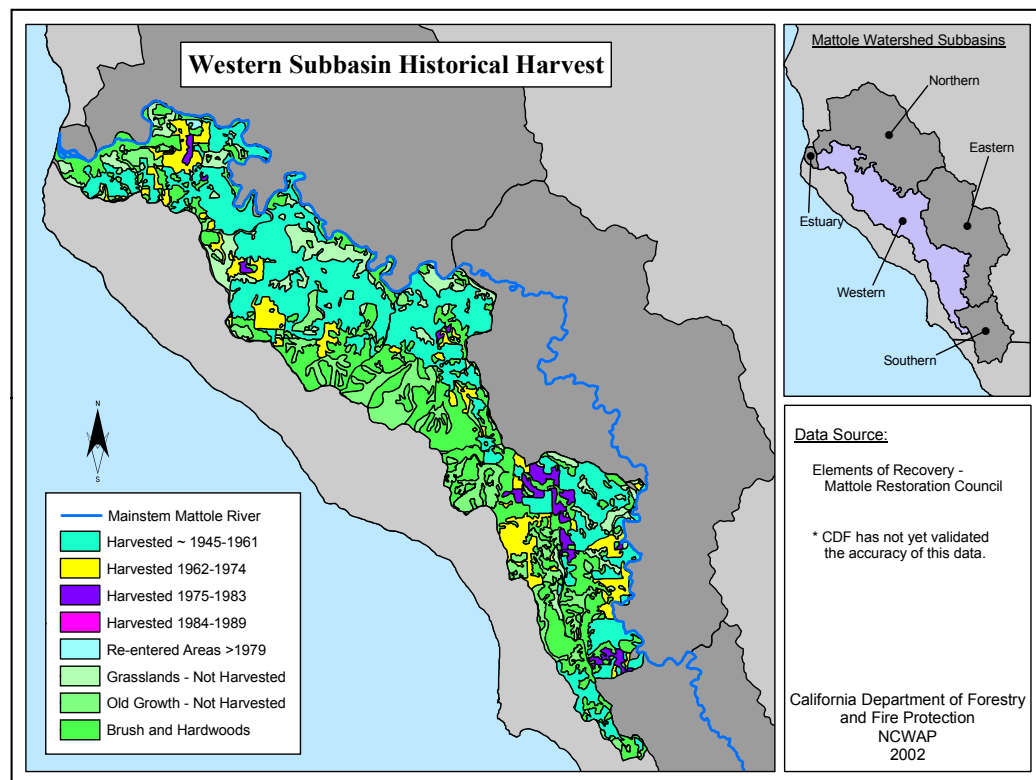 Western Subbasin Historical Harvest
N
S
Mainstem Mattole River
Harvested ~ 1945-1961
Harvested 1962-1974
Harvested 1975-1983
Harvested 1984-1989
Re-entered Areas >1979
Grasslands - Not Harvested
Old Growth - Not Harvested
Brush and Hardwoods
Mattole Watershed Subbasins
Northern
Eastern
Estuary
Western
Southern
Data Source:
Elements of Recovery -
Mattole Restoration Council
* CDF has not yet validated
the accuracy of this data.
California Department of Forestry
and Fire Protection
NCWAP
2002